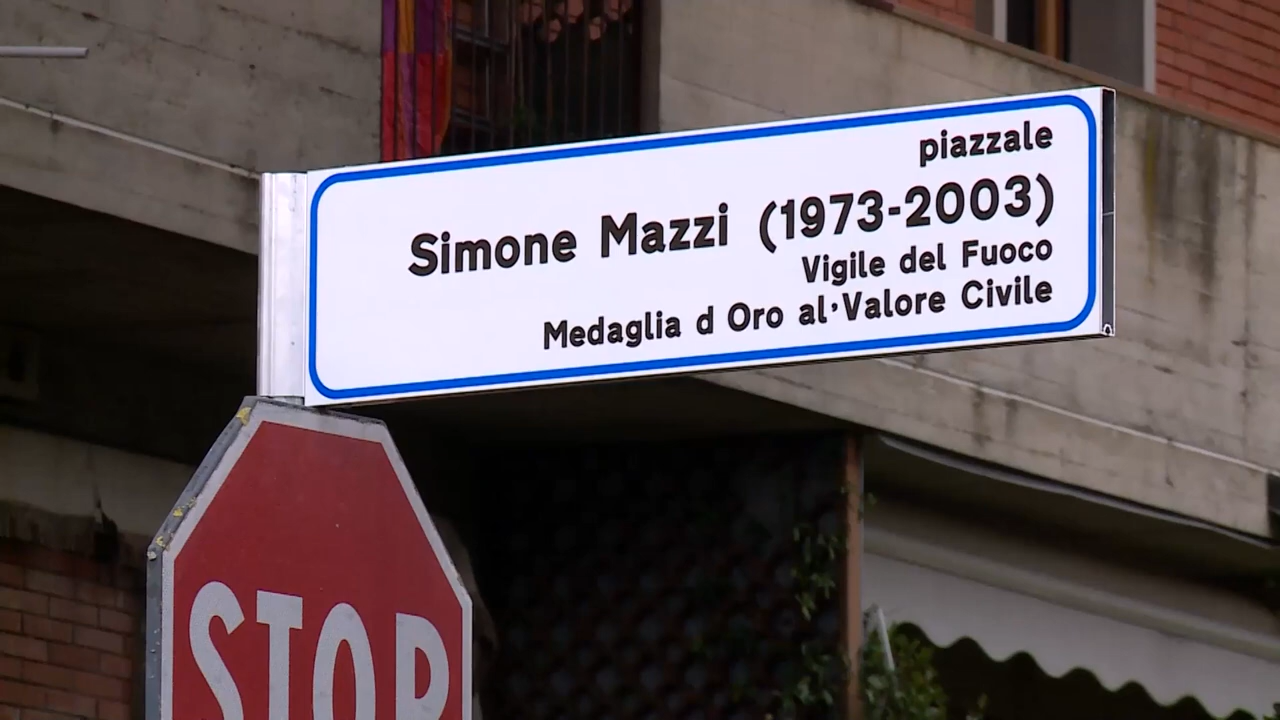 piazzale
Simone Mazzi (1973-2003)
Vigile del Fuoco
Medaglia d Oro al'Valore Civile
STOP